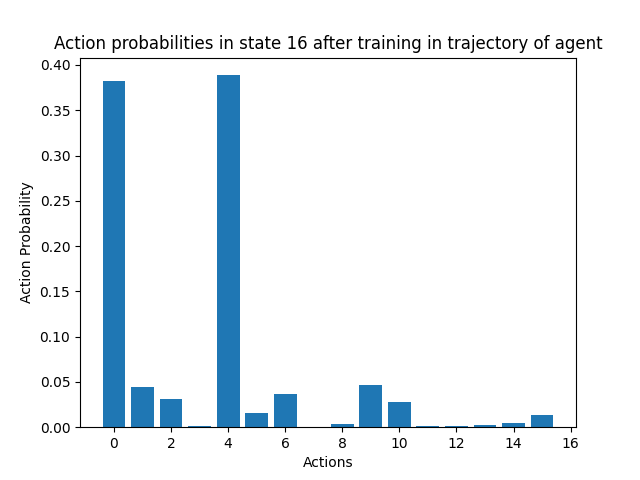 Action probabilities in state 16 after training in trajectory of agent
0.40
0.35
0.30
0.25
0.20
0.15
0.10
0.05
0.00
Action Probability
0 2 4 6 8 10 12 14 16
Actions